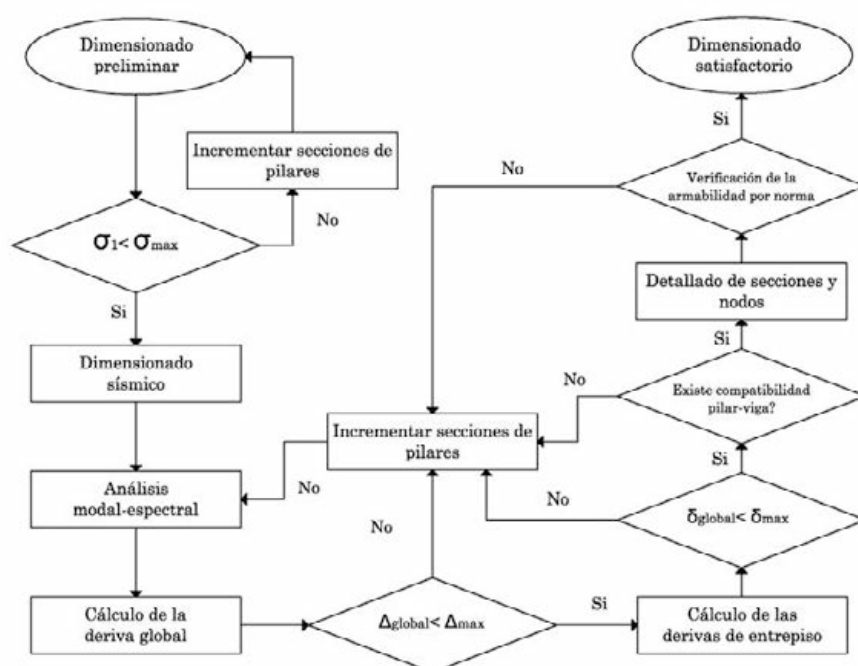 Dimensionado
preliminar
Incrementar secciones de
pilares
No
σ1< σmax
Si
Dimensionado
sísmico
Análisis
modal-espectral
Cálculo de la
deriva global
Δglobal< Δmax
No
Si
Cálculo de las
derivas de entrepiso
δglobal< δmax
No
Si
Existe compatibilidad
pilar-viga?
No
Si
Detallado de secciones y
nodos
Verificación de la
armabilidad por norma
No
Si
Dimensionado
satisfactorio
Incrementar secciones de
pilares
No